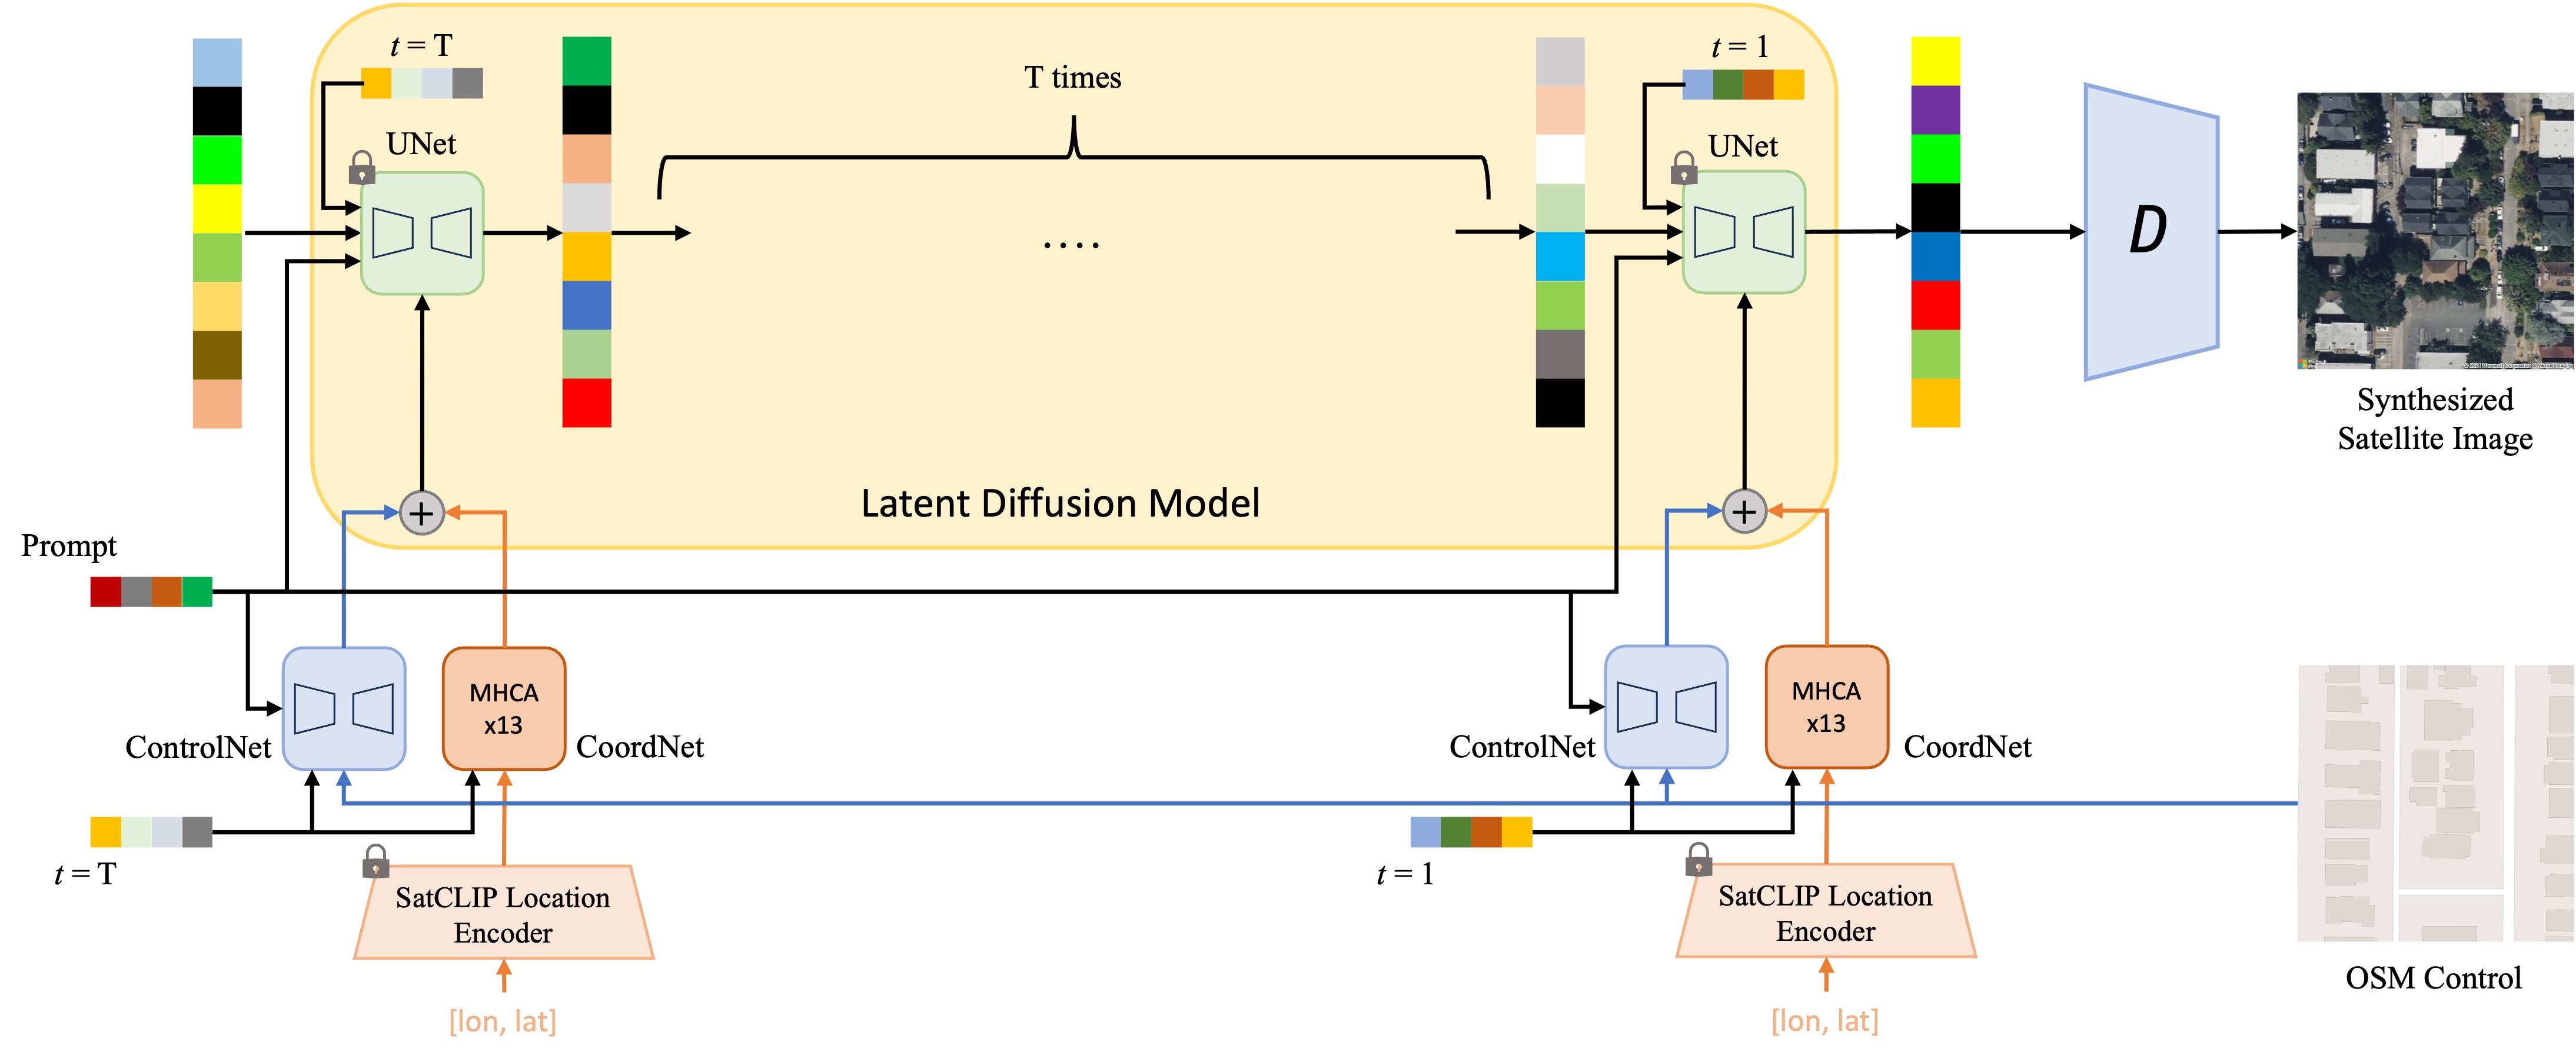 t = T
UNet
T times
....
t = 1
UNet
D
Synthesized
Satellite Image
+
Latent Diffusion Model
+
Prompt
ControlNet
MHCA
x13
CoordNet
ControlNet
MHCA
x13
CoordNet
t = T
SatCLIP Location
Encoder
[lon, lat]
t = 1
SatCLIP Location
Encoder
[lon, lat]
OSM Control